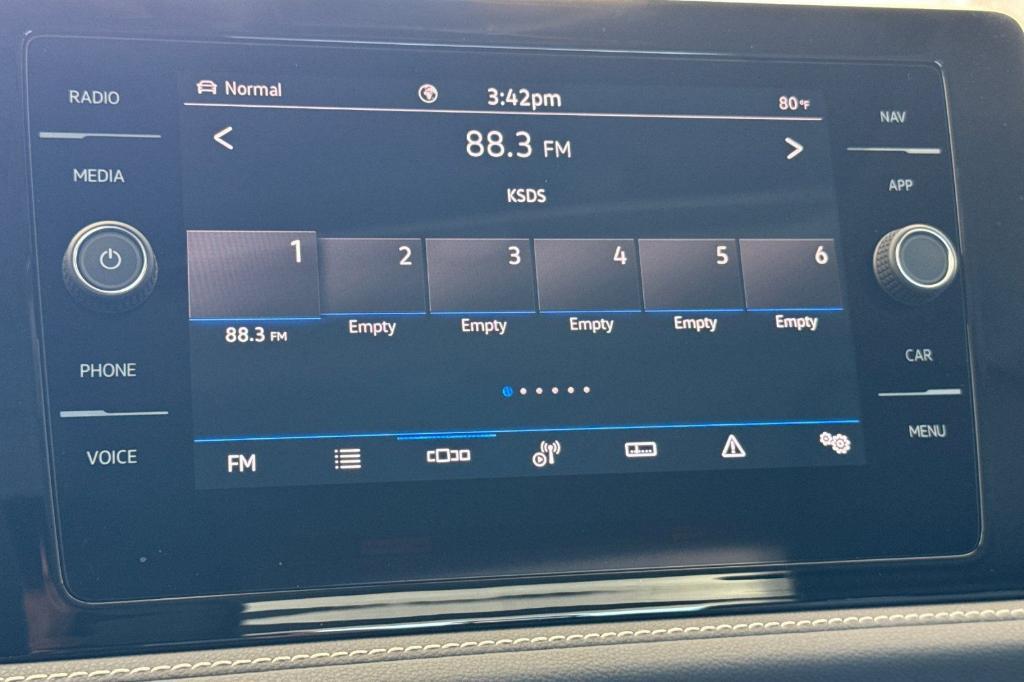 RADIO
MEDIA
PHONE
VOICE
Normal
3:42pm
80°F
< 88.3 FM >
KSDS
1 2 3 4 5 6
88.3 FM Empty Empty Empty Empty Empty
FM
NAV
APP
CAR
MENU